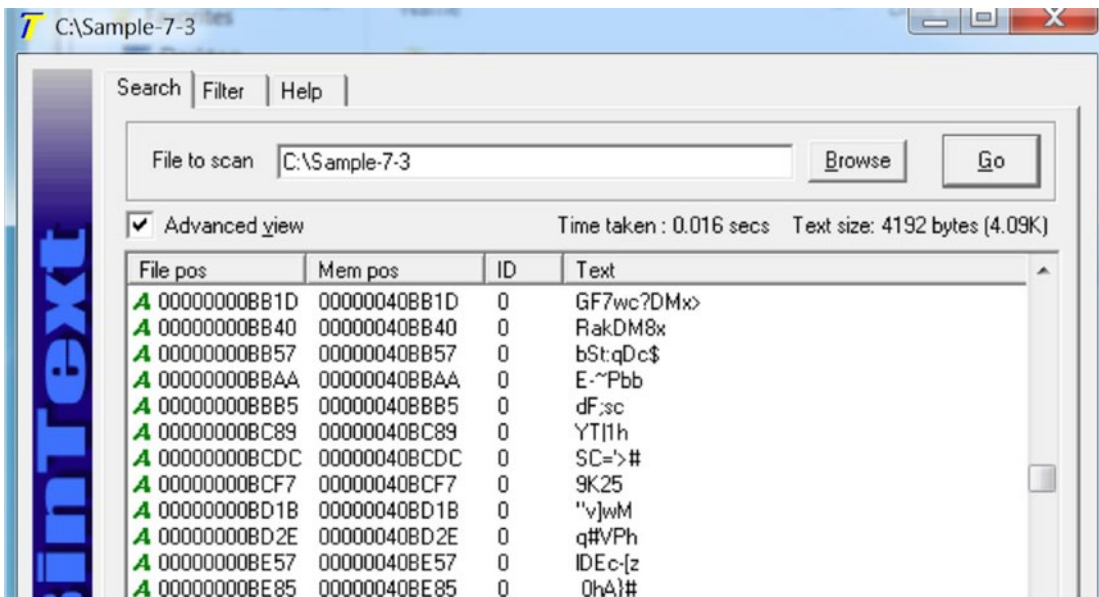 C:\Sample-7-3
Search Filter Help
File to scan C:\Sample-7-3 Browse Go
Advanced view Time taken : 0.016 secs Text size: 4192 bytes (4.09K)
File pos Mem pos ID Text
A 00000000BB1D 00000040BB1D 0 GF7wc?DMx>
A 00000000BB40 00000040BB40 0 RakDM8x
A 00000000BB57 00000040BB57 0 bSt:qDc$
A 00000000BBAA 00000040BBAA 0 E-~Pbb
A 00000000BBB5 00000040BBB5 0 dF;sc
A 00000000BC89 00000040BC89 0
A 00000000BCDC 00000040BCDC 0 SC='>#
A 00000000BCF7 00000040BCF7 0 9K25
A 00000000BD1B 00000040BD1B 0 "v]wM
A 00000000BD2E 00000040BD2E 0 q#VPh
A 00000000BE57 00000040BE57 0
A 00000000BE85 00000040BE85 0 0hA}#
inText